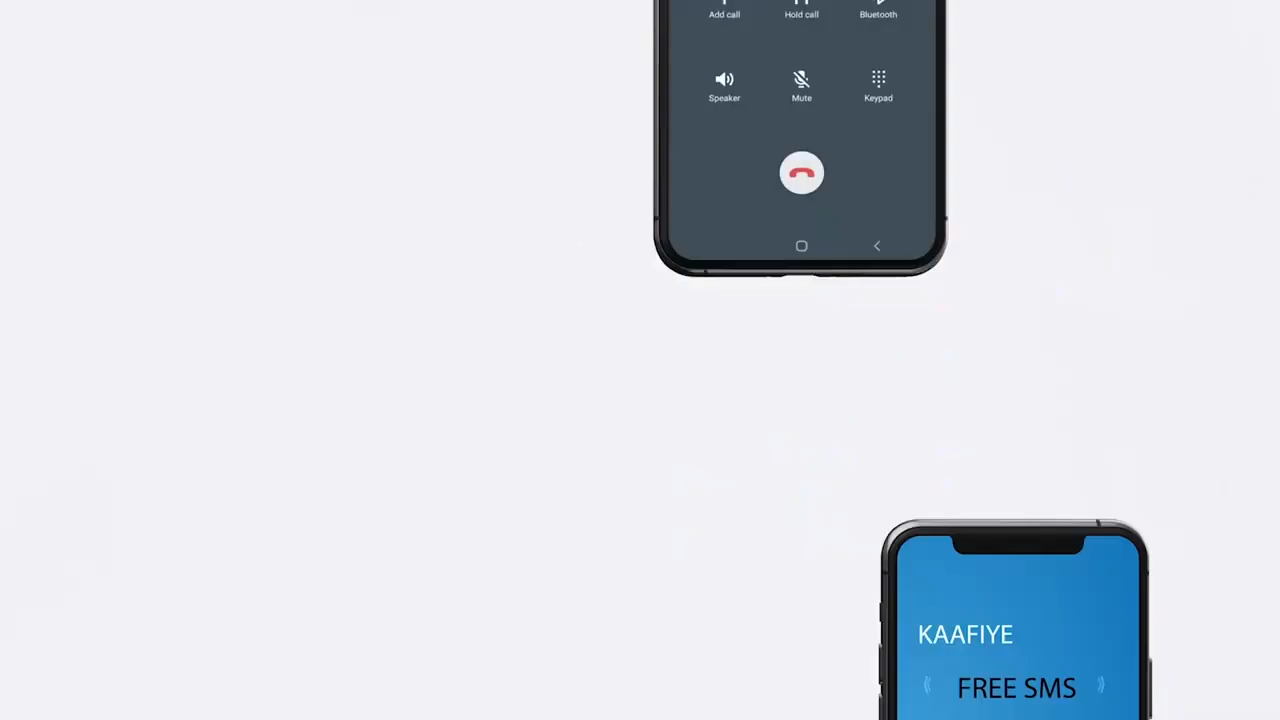 Add call Hold call Bluetooth
Speaker Mute Keypad
KAAFIYE
FREE SMS